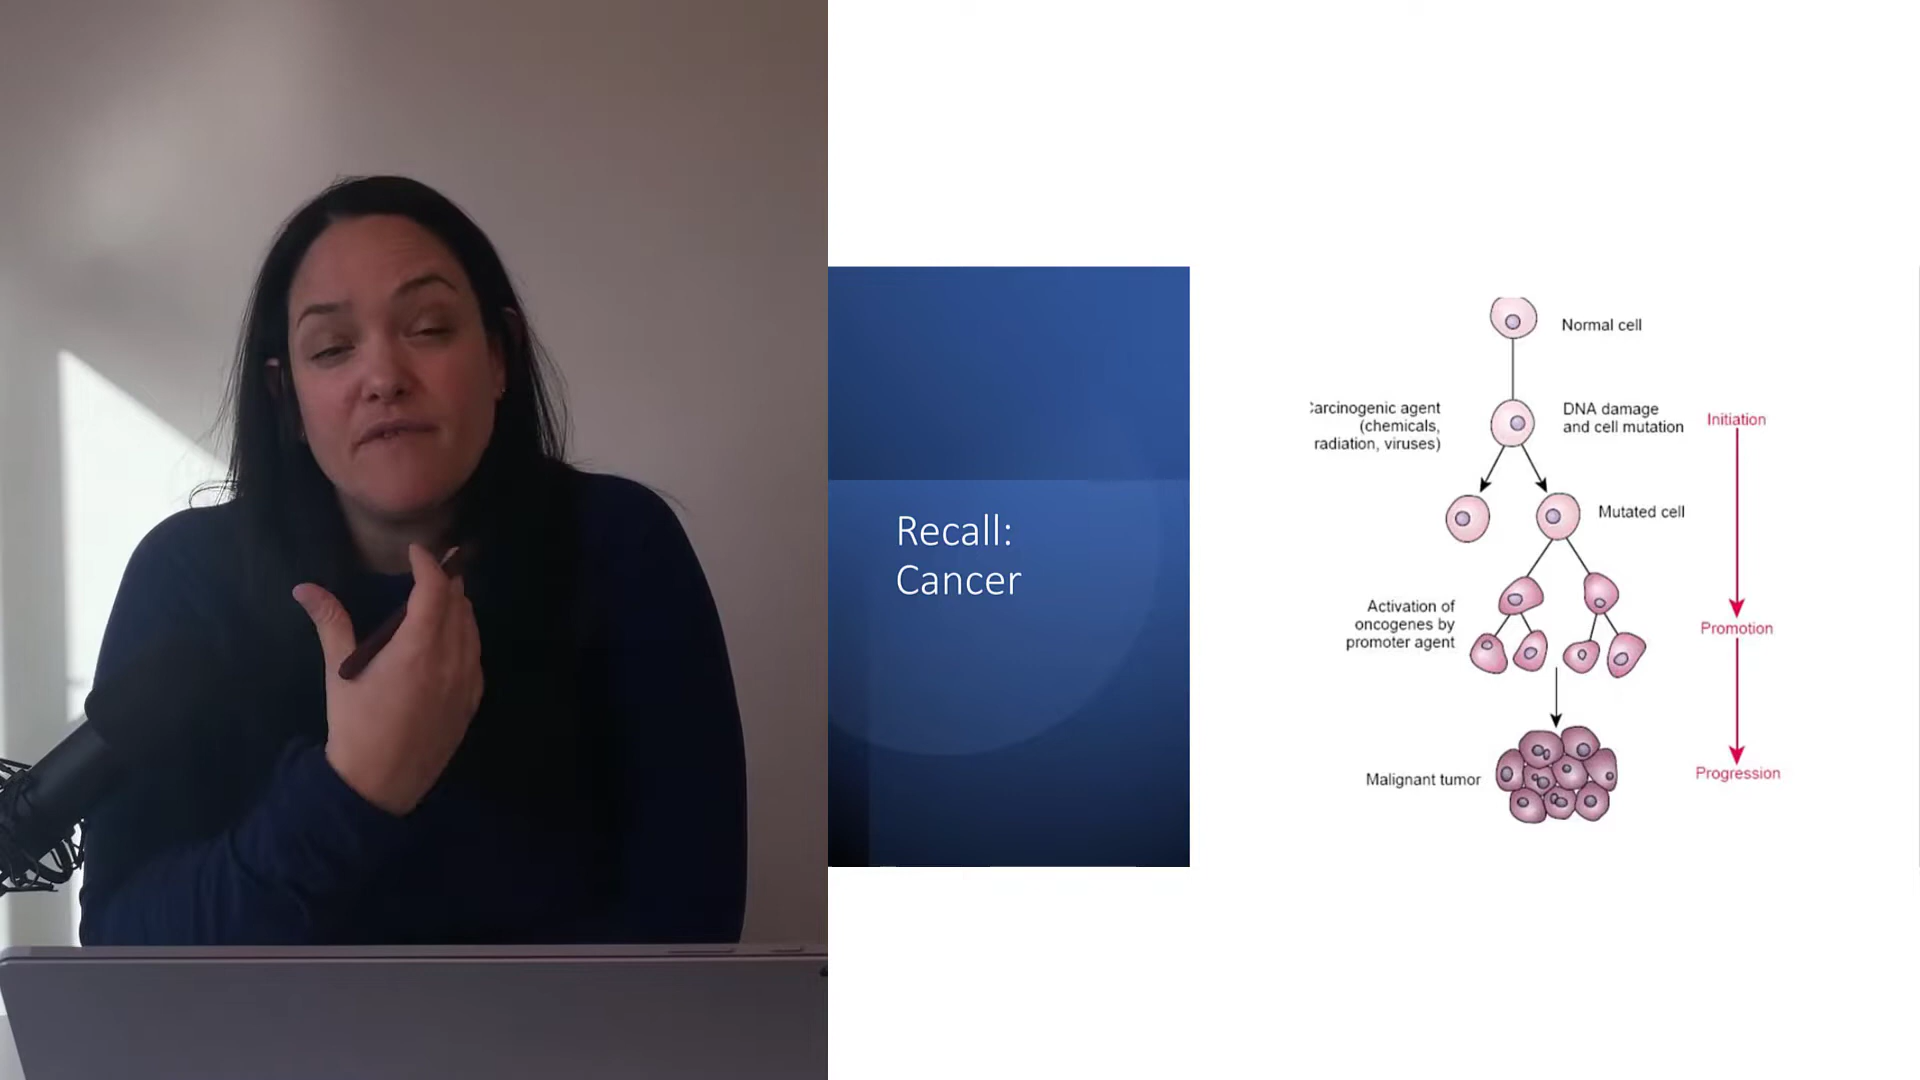 Recall:
Cancer
Normal cell
arcinogenic agent
(chemicals,
radiation, viruses)
DNA damage
and cell mutation
Initiation
Mutated cell
Activation of
oncogenes by
promoter agent
Promotion
Malignant tumor
Progression